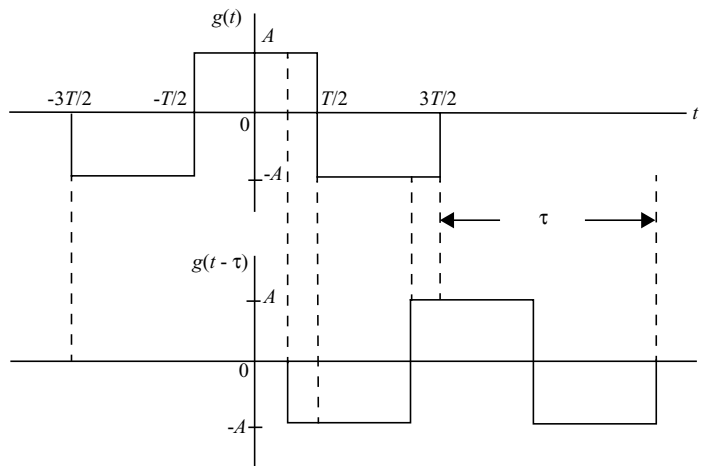 g(t)
A
-3T/2 -T/2 T/2 3T/2
0 t
-A
τ
g(t - τ)
A
0
-A